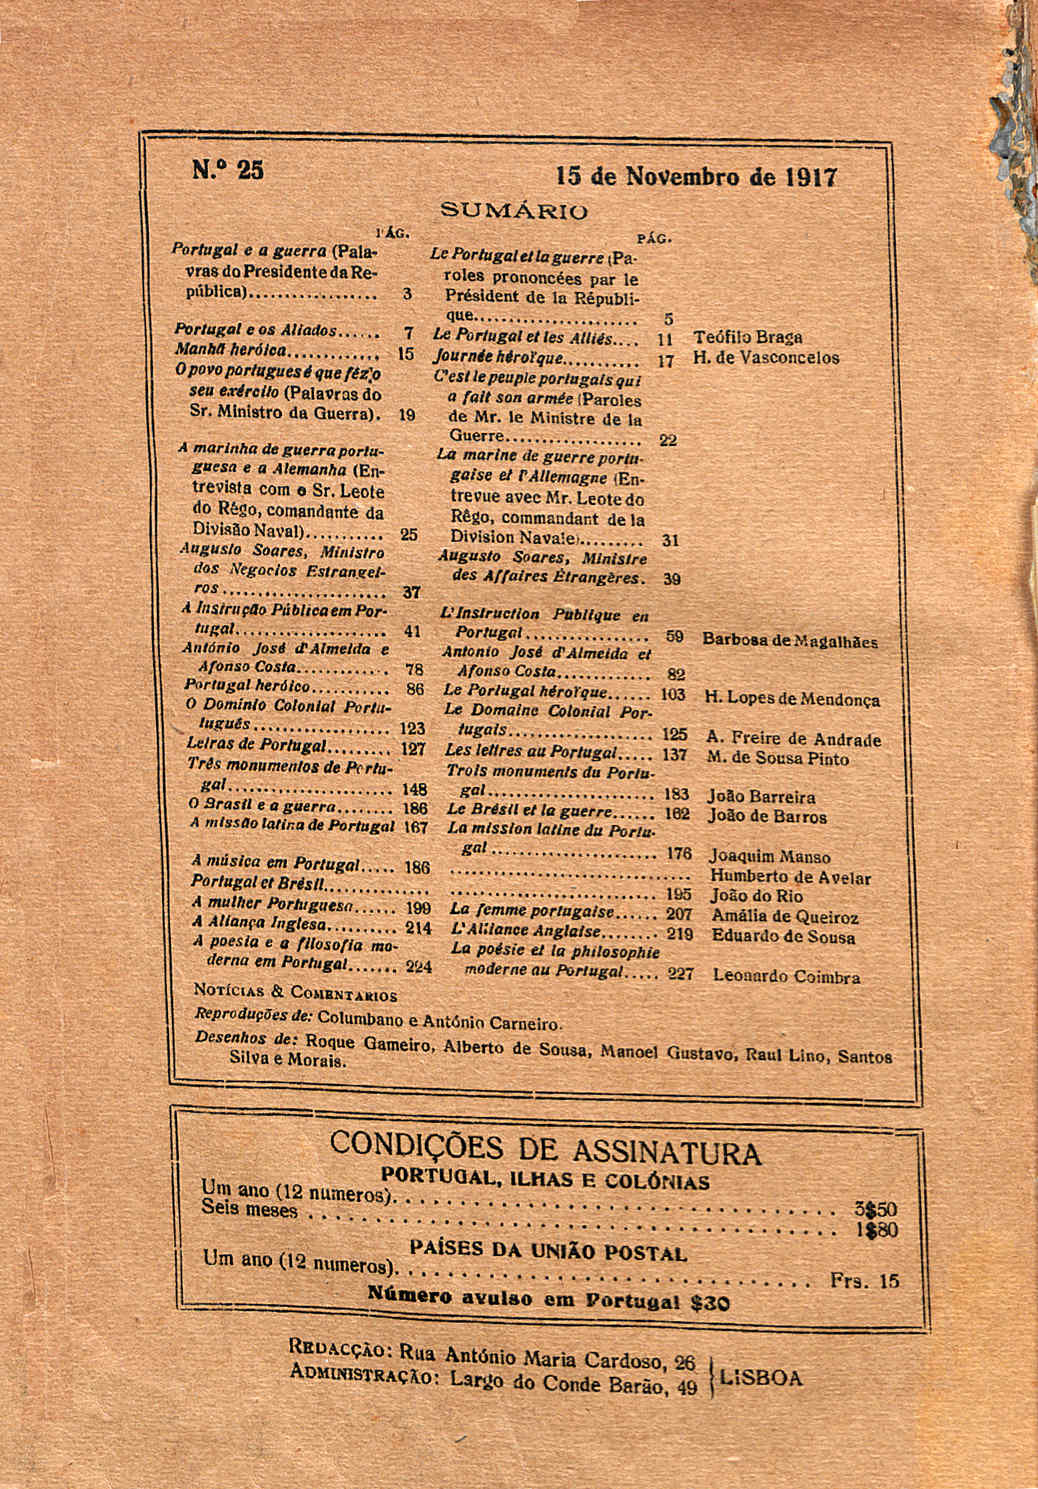 N.º 25
15 de Novembro de 1917
SUMÁRIO
PÁG.
Portugal e a guerra (Pala-
vras do Presidente da Re-
pública).................. 3
Portugal e os Aliados...... 7
Manhã heróica............. 15
O povo português é que fêz o
seu exército (Palavras do
Sr. Ministro da Guerra). 19
A marinha de guerra portu-
guesa e a Alemanha (En-
trevista com o Sr. Leote
do Rêgo, comandante da
Divisão Naval)........... 25
Augusto Soares, Ministro
dos Negocios Estrangei-
ros....................... 37
A Instrução Pública em Por-
tugal..................... 41
António José d'Almeida e
Afonso Costa............. 78
Portugal heróico........... 86
O Dominio Colonial Portu-
tuguês................... 123
Letras de Portugal......... 127
Três monumentos de Portu-
gal....................... 148
O Brasil e a guerra........ 186
A missão latina de Portugal 167
A música em Portugal..... 186
Portugal et Brésil...............
A mulher Portuguesa...... 199
A Aliança Inglesa.......... 214
A poesia e a filosofia mo-
derna em Portugal....... 224
PÁG.
Le Portugal et la guerre (Pa-
roles prononcées par le
Président de la Républi-
que....................... 5
Le Portugal et les Alliés.... 11 Teófilo Braga
Journée héroïque........... 17 H. de Vasconcelos
C'est le peuple portugais qui
a fait son armée (Paroles
de Mr. le Ministre de la
Guerre................... 22
La marine de guerre portu-
gaise et l'Allemagne (En-
trevue avec Mr. Leote do
Rêgo, commandant de la
Division Navale)......... 31
Augusto Soares, Ministre
des Affaires Étrangères. 39
L'Instruction Publique en
Portugal................. 59 Barbosa de Magalhães
Antonio José d'Almeida et
Afonso Costa............. 82
Le Portugal héroïque...... 103 H. Lopes de Mendonça
Le Domaine Colonial Por-
tugais.................... 125 A. Freire de Andrade
Les lettres au Portugal..... 137 M. de Sousa Pinto
Trois monuments du Portu-
gal....................... 183 João Barreira
Le Brésil et la guerre...... 162 João de Barros
La mission latine du Portu-
gal....................... 176 Joaquim Manso
................................. Humberto de Avelar
............................. 195 João do Rio
La femme portugaise...... 207 Amália de Queiroz
L'Alliance Anglaise........ 219 Eduardo de Sousa
La poésie et la philosophie
moderne au Portugal..... 227 Leonardo Coimbra
NOTÍCIAS & COMENTARIOS
Reproduções de: Columbano e António Carneiro.
Desenhos de: Roque Gameiro, Alberto de Sousa, Manoel Gustavo, Raul Lino, Santos
Silva e Morais.
CONDIÇÕES DE ASSINATURA
PORTUGAL, ILHAS E COLÓNIAS
Um ano (12 numeros)................................. 3$50
Seis meses........................................ 1$80
PAÍSES DA UNIÃO POSTAL
Um ano (12 numeros)............................... Frs. 15
Número avulso em Portugal $30
REDACÇÃO: Rua António Maria Cardoso, 26
ADMINISTRAÇÃO: Largo do Conde Barão, 49
LISBOA